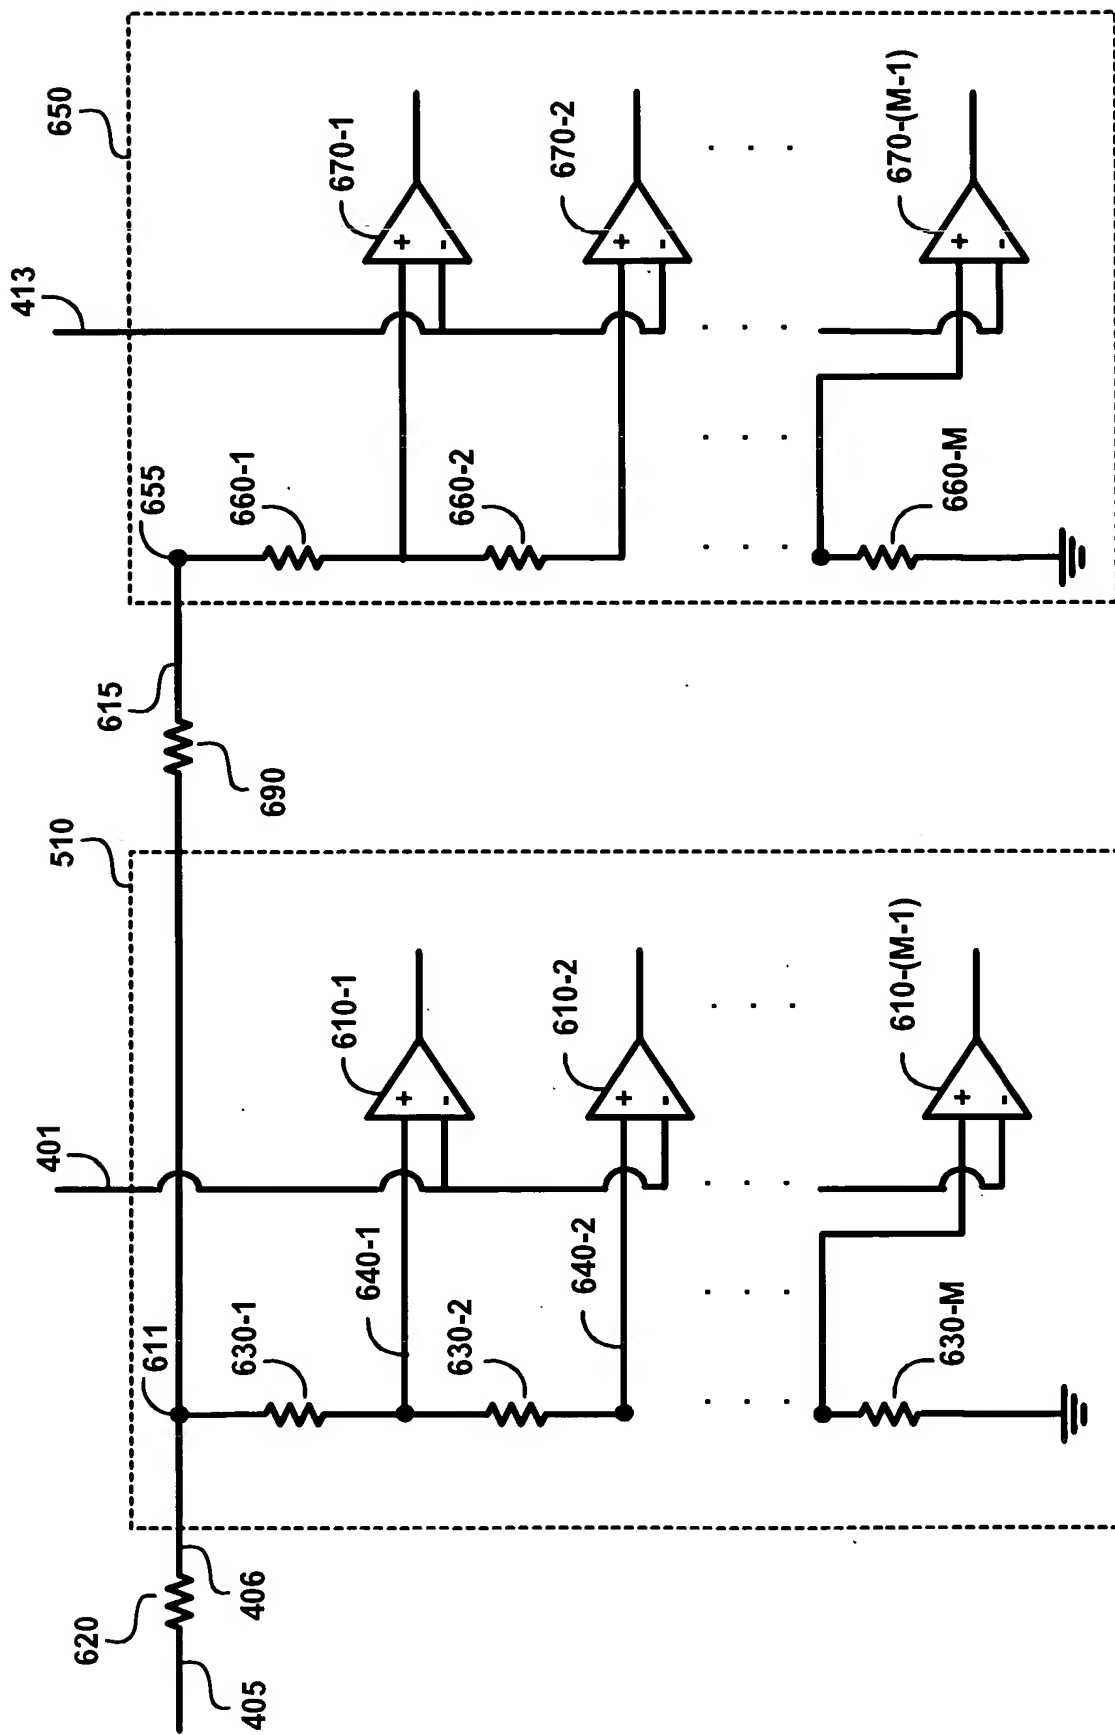 650
413
670-1
670-2
670-(M-1)
+
-
+
-
+
-
655
660-1
660-2
660-M
. . .
. . .
. . .
. . .
615
690
510
401
610-1
610-2
610-(M-1)
+
-
+
-
+
-
640-1
640-2
611
630-1
630-2
630-M
. . .
. . .
. . .
. . .
620
406
405